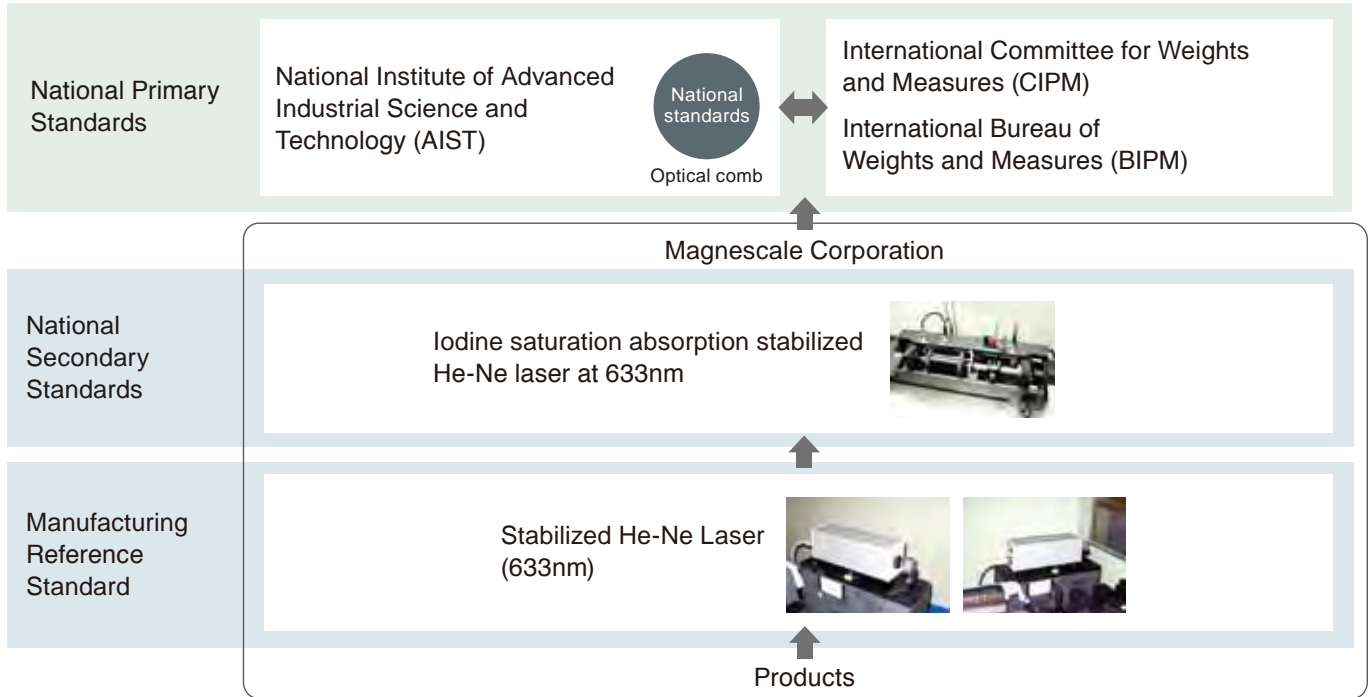 National Primary
Standards
National Institute of Advanced
Industrial Science and
Technology (AIST)
National
standards
Optical comb
International Committee for Weights
and Measures (CIPM)
International Bureau of
Weights and Measures (BIPM)
Magnescale Corporation
National
Secondary
Standards
Iodine saturation absorption stabilized
He-Ne laser at 633nm
Manufacturing
Reference
Standard
Stabilized He-Ne Laser
(633nm)
Products